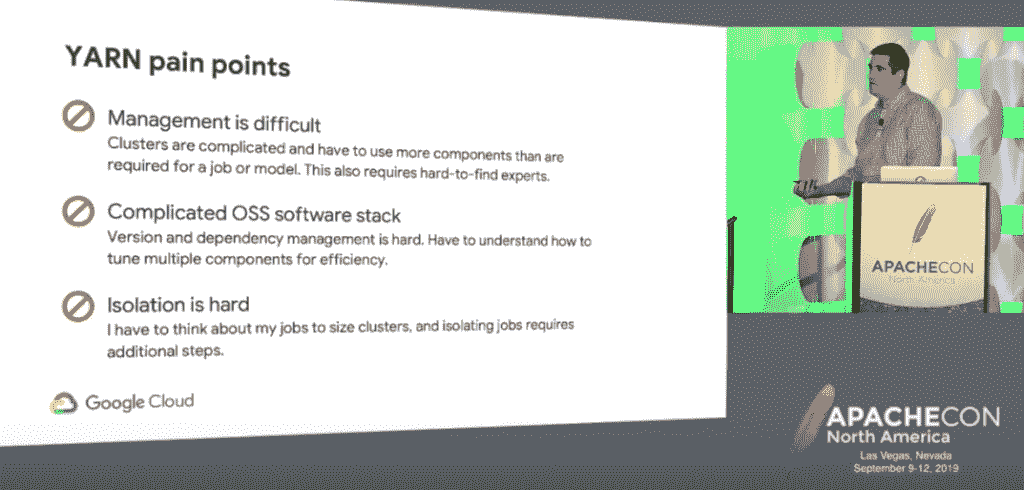 YARN pain points
Management is difficult
Clusters are complicated and have to use more components than are
required for a job or model. This also requires hard-to-find experts.
Complicated OSS software stack
Version and dependency management is hard. Have to understand how to
tune multiple components for efficiency.
Isolation is hard
I have to think about my jobs to size clusters, and isolating jobs requires
additional steps.
Google Cloud
APACHECON
North America
APACHECON
North America
Las Vegas, Nevada
September 9-12, 2019